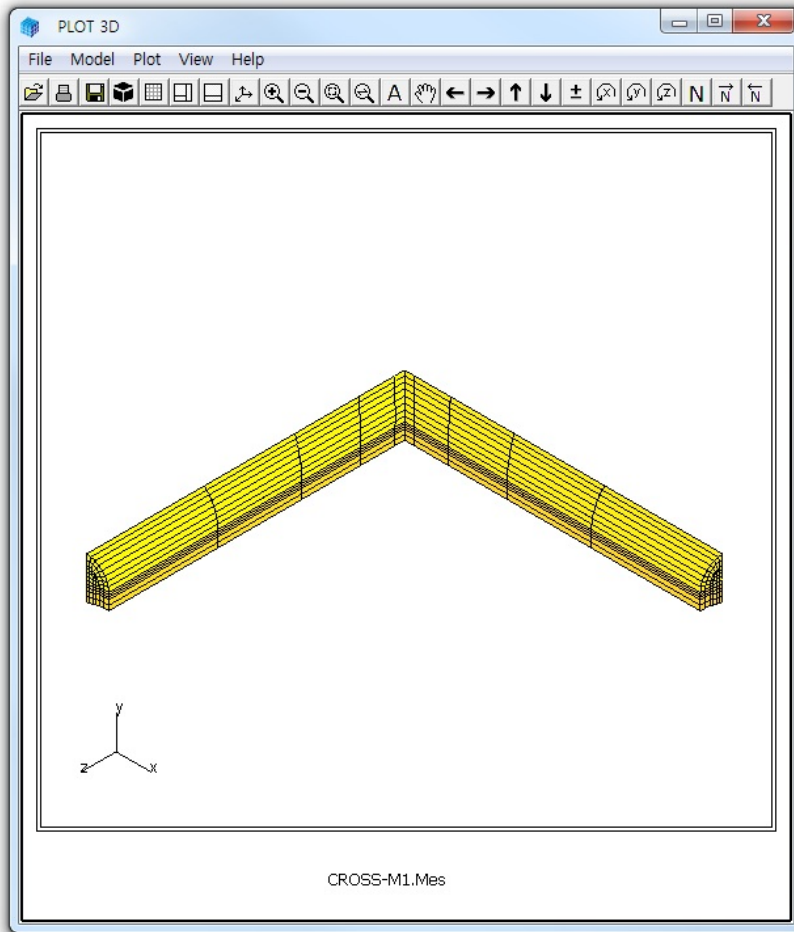 PLOT 3D
File Model Plot View Help
A X Y Z N N N
y
z x
CROSS-M1.Mes